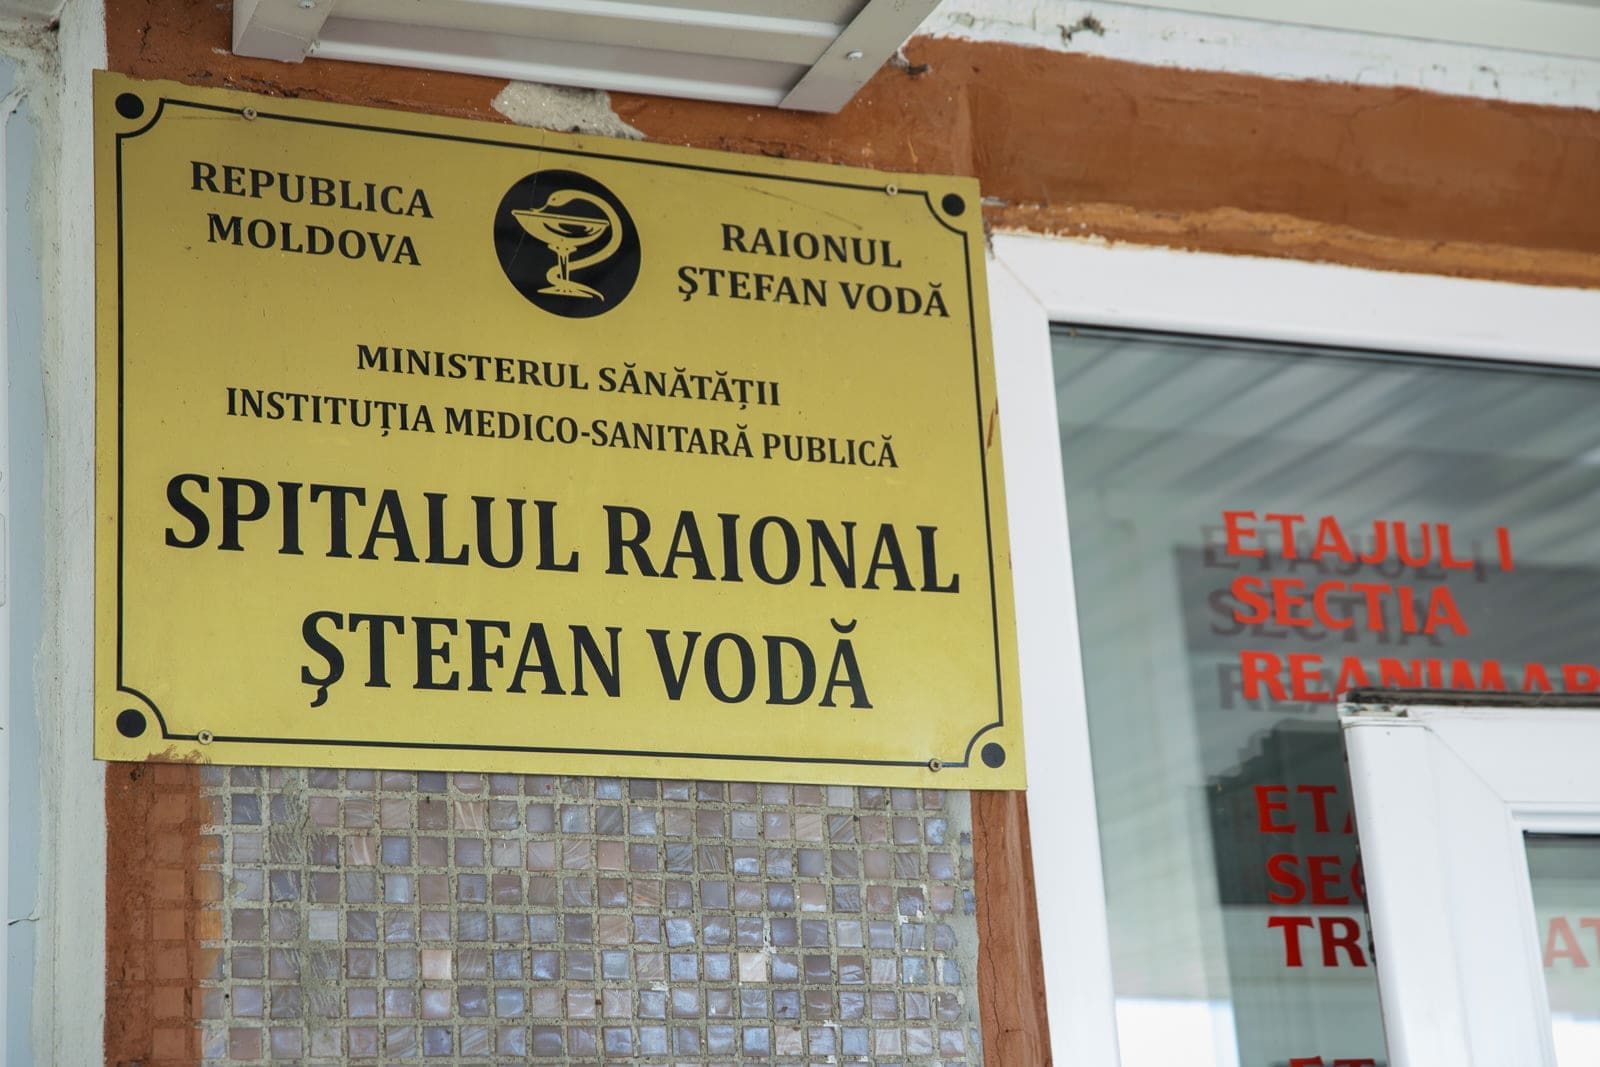 REPUBLICA
MOLDOVA
RAIONUL
ŞTEFAN VODĂ
MINISTERUL SĂNĂTĂȚII
INSTITUȚIA MEDICO-SANITARĂ PUBLICĂ
SPITALUL RAIONAL
ŞTEFAN VODĂ
ETAJUL I
SECTIA